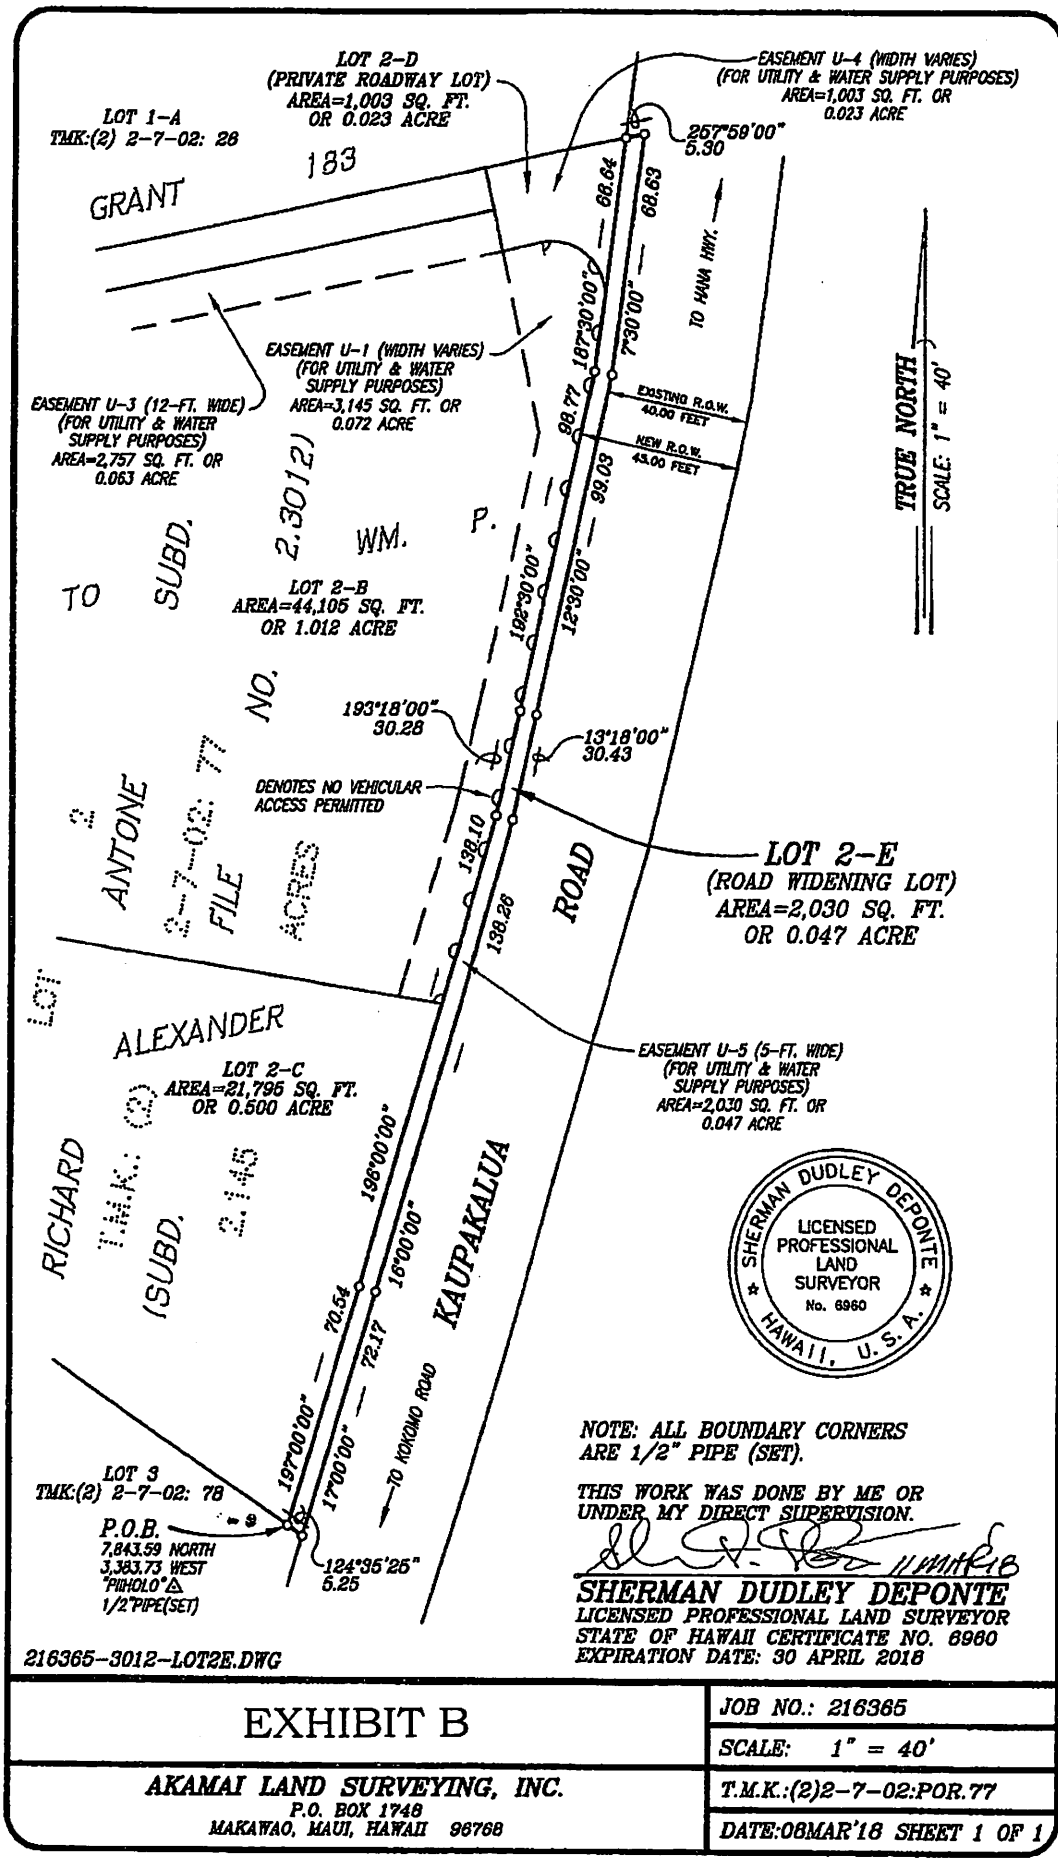 LOT 2-D
(PRIVATE ROADWAY LOT)
AREA=1,003 SQ. FT.
OR 0.023 ACRE
EASEMENT U-4 (WIDTH VARIES)
(FOR UTILITY & WATER SUPPLY PURPOSES)
AREA=1,003 SQ. FT. OR
0.023 ACRE
LOT 1-A
TMK:(2) 2-7-02: 26
GRANT 183
257°59'00"
5.30
68.64
68.63
TO HANA HWY.
187°30'00"
7°30'00"
EASEMENT U-1 (WIDTH VARIES)
(FOR UTILITY & WATER
SUPPLY PURPOSES)
AREA=3,145 SQ. FT. OR
0.072 ACRE
EASEMENT U-3 (12-FT. WIDE)
(FOR UTILITY & WATER
SUPPLY PURPOSES)
AREA=2,757 SQ. FT. OR
0.063 ACRE
EXISTING R.O.W.
40.00 FEET
NEW R.O.W.
45.00 FEET
98.77
99.03
TRUE NORTH
SCALE: 1" = 40'
TO
SUBD.
2.3012)
WM. P.
LOT 2-B
AREA=44,105 SQ. FT.
OR 1.012 ACRE
192°30'00"
12°30'00"
NO.
193°18'00"
30.28
13°18'00"
30.43
DENOTES NO VEHICULAR
ACCESS PERMITTED
2
ANTONE
2-7-02: 77
FILE
ACRES
138.10
138.26
ROAD
LOT 2-E
(ROAD WIDENING LOT)
AREA=2,030 SQ. FT.
OR 0.047 ACRE
LOT
ALEXANDER
LOT 2-C
AREA=21,795 SQ. FT.
OR 0.500 ACRE
EASEMENT U-5 (5-FT. WIDE)
(FOR UTILITY & WATER
SUPPLY PURPOSES)
AREA=2,030 SQ. FT. OR
0.047 ACRE
RICHARD
T.M.K.: (2)
(SUBD.
2.145
196°00'00"
16°00'00"
KAUPAKALUA
SHERMAN DUDLEY DEPONTE
LICENSED
PROFESSIONAL
LAND
SURVEYOR
No. 6960
HAWAII, U.S.A.
70.54
72.17
197°00'00"
17°00'00"
TO KOKOMO ROAD
NOTE: ALL BOUNDARY CORNERS
ARE 1/2" PIPE (SET).
LOT 3
TMK:(2) 2-7-02: 78
P.O.B.
7,843.59 NORTH
3,383.73 WEST
"PIIHOLO" △
1/2"PIPE(SET)
124°35'25"
5.25
THIS WORK WAS DONE BY ME OR
UNDER MY DIRECT SUPERVISION.
SHERMAN DUDLEY DEPONTE
LICENSED PROFESSIONAL LAND SURVEYOR
STATE OF HAWAII CERTIFICATE NO. 6960
EXPIRATION DATE: 30 APRIL 2018
216365-3012-LOT2E.DWG
EXHIBIT B
JOB NO.: 216365
SCALE: 1" = 40'
AKAMAI LAND SURVEYING, INC.
P.O. BOX 1748
MAKAWAO, MAUI, HAWAII 96768
T.M.K.:(2)2-7-02:POR.77
DATE:08MAR'18 SHEET 1 OF 1